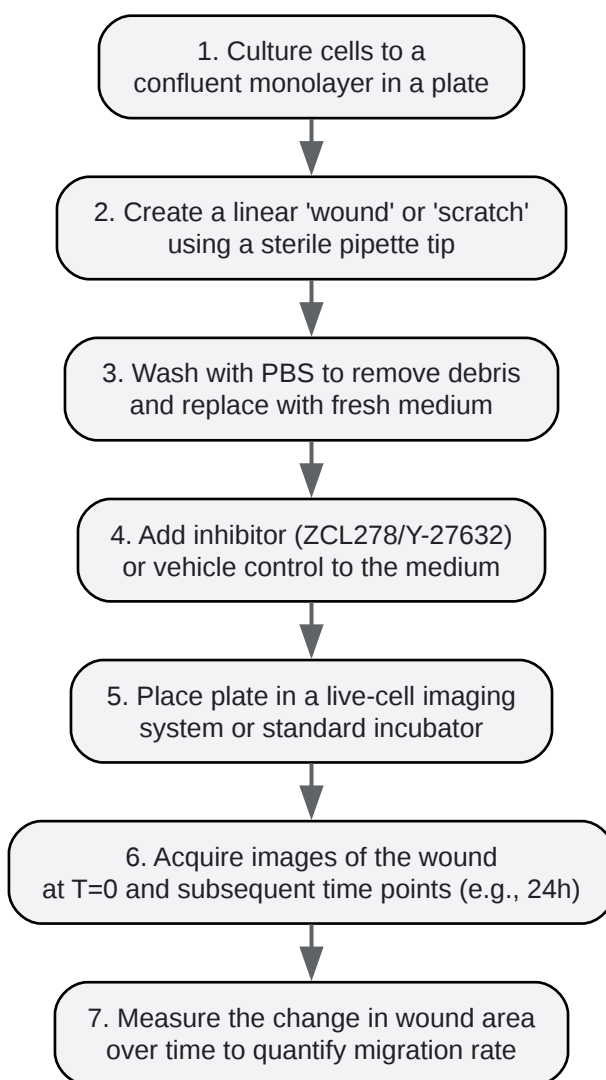 1. Culture cells to a
confluent monolayer in a plate
2. Create a linear 'wound' or 'scratch'
using a sterile pipette tip
3. Wash with PBS to remove debris
and replace with fresh medium
4. Add inhibitor (ZCL278/Y-27632)
or vehicle control to the medium
5. Place plate in a live-cell imaging
system or standard incubator
6. Acquire images of the wound
at T=0 and subsequent time points (e.g., 24h)
7. Measure the change in wound area
over time to quantify migration rate